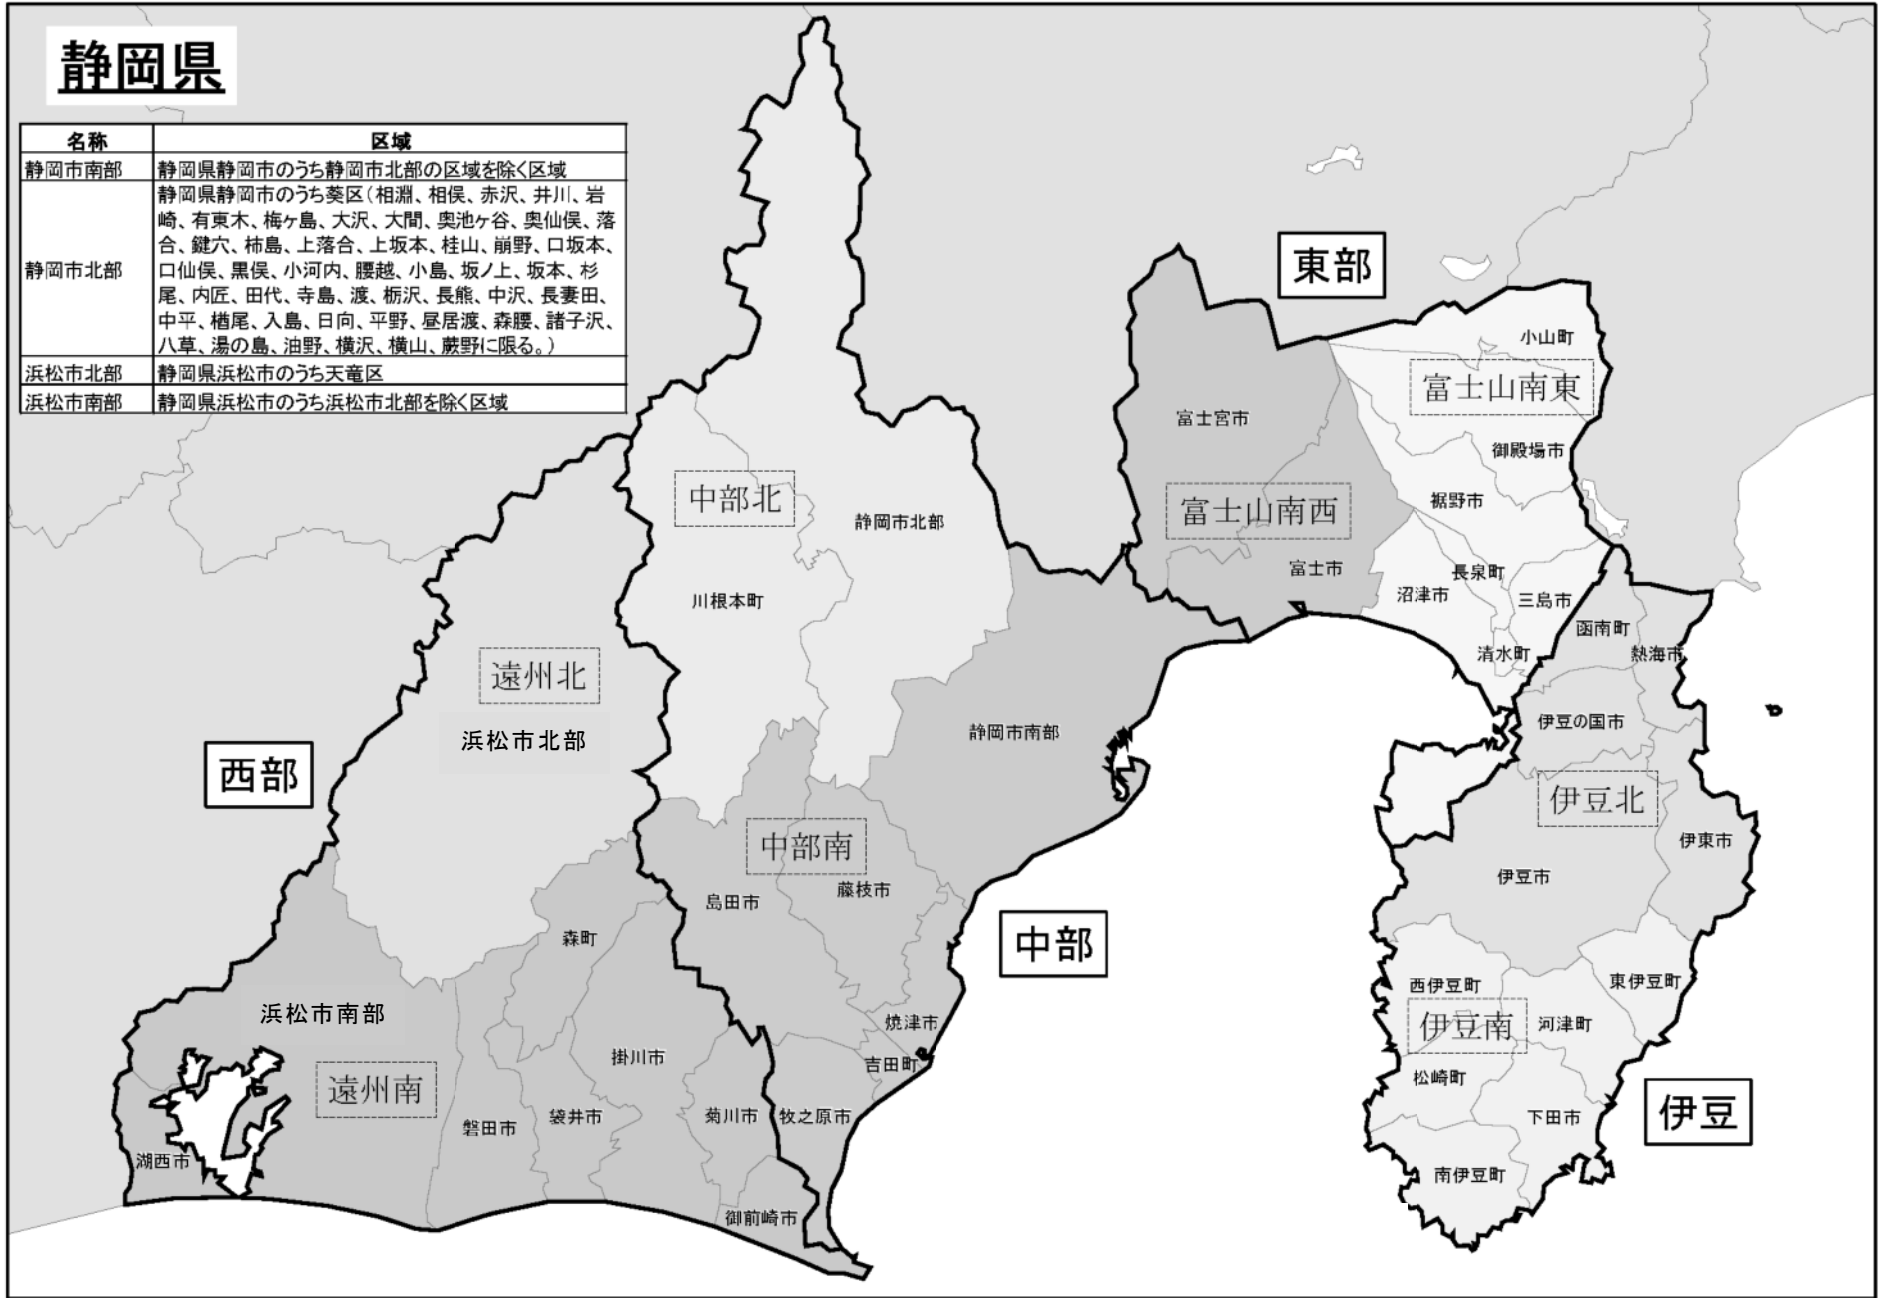 静岡県
名称 区域
静岡市南部 静岡県静岡市のうち静岡市北部の区域を除く区域
静岡市北部 静岡県静岡市のうち葵区(相淵、相俣、赤沢、井川、岩
崎、有東木、梅ヶ島、大沢、大間、奥池ヶ谷、奥仙俣、落
合、鍵穴、柿島、上落合、上坂本、桂山、崩野、口坂本、
口仙俣、黒俣、小河内、腰越、小島、坂ノ上、坂本、杉
尾、内匠、田代、寺島、渡、栃沢、長熊、中沢、長妻田、
中平、楢尾、入島、日向、平野、昼居渡、森腰、諸子沢、
八草、湯の島、油野、横沢、横山、蕨野に限る。)
浜松市北部 静岡県浜松市のうち天竜区
浜松市南部 静岡県浜松市のうち浜松市北部を除く区域
東部
小山町
富士山南東
富士宮市
御殿場市
中部北
富士山南西
裾野市
静岡市北部
富士市
長泉町
沼津市
川根本町
三島市
函南町
清水町
熱海市
遠州北
伊豆の国市
静岡市南部
浜松市北部
西部
伊豆北
中部南
伊東市
伊豆市
藤枝市
島田市
森町
中部
西伊豆町
東伊豆町
浜松市南部
焼津市
伊豆南
河津町
掛川市
吉田町
松崎町
遠州南
伊豆
袋井市
菊川市
牧之原市
下田市
磐田市
湖西市
南伊豆町
御前崎市